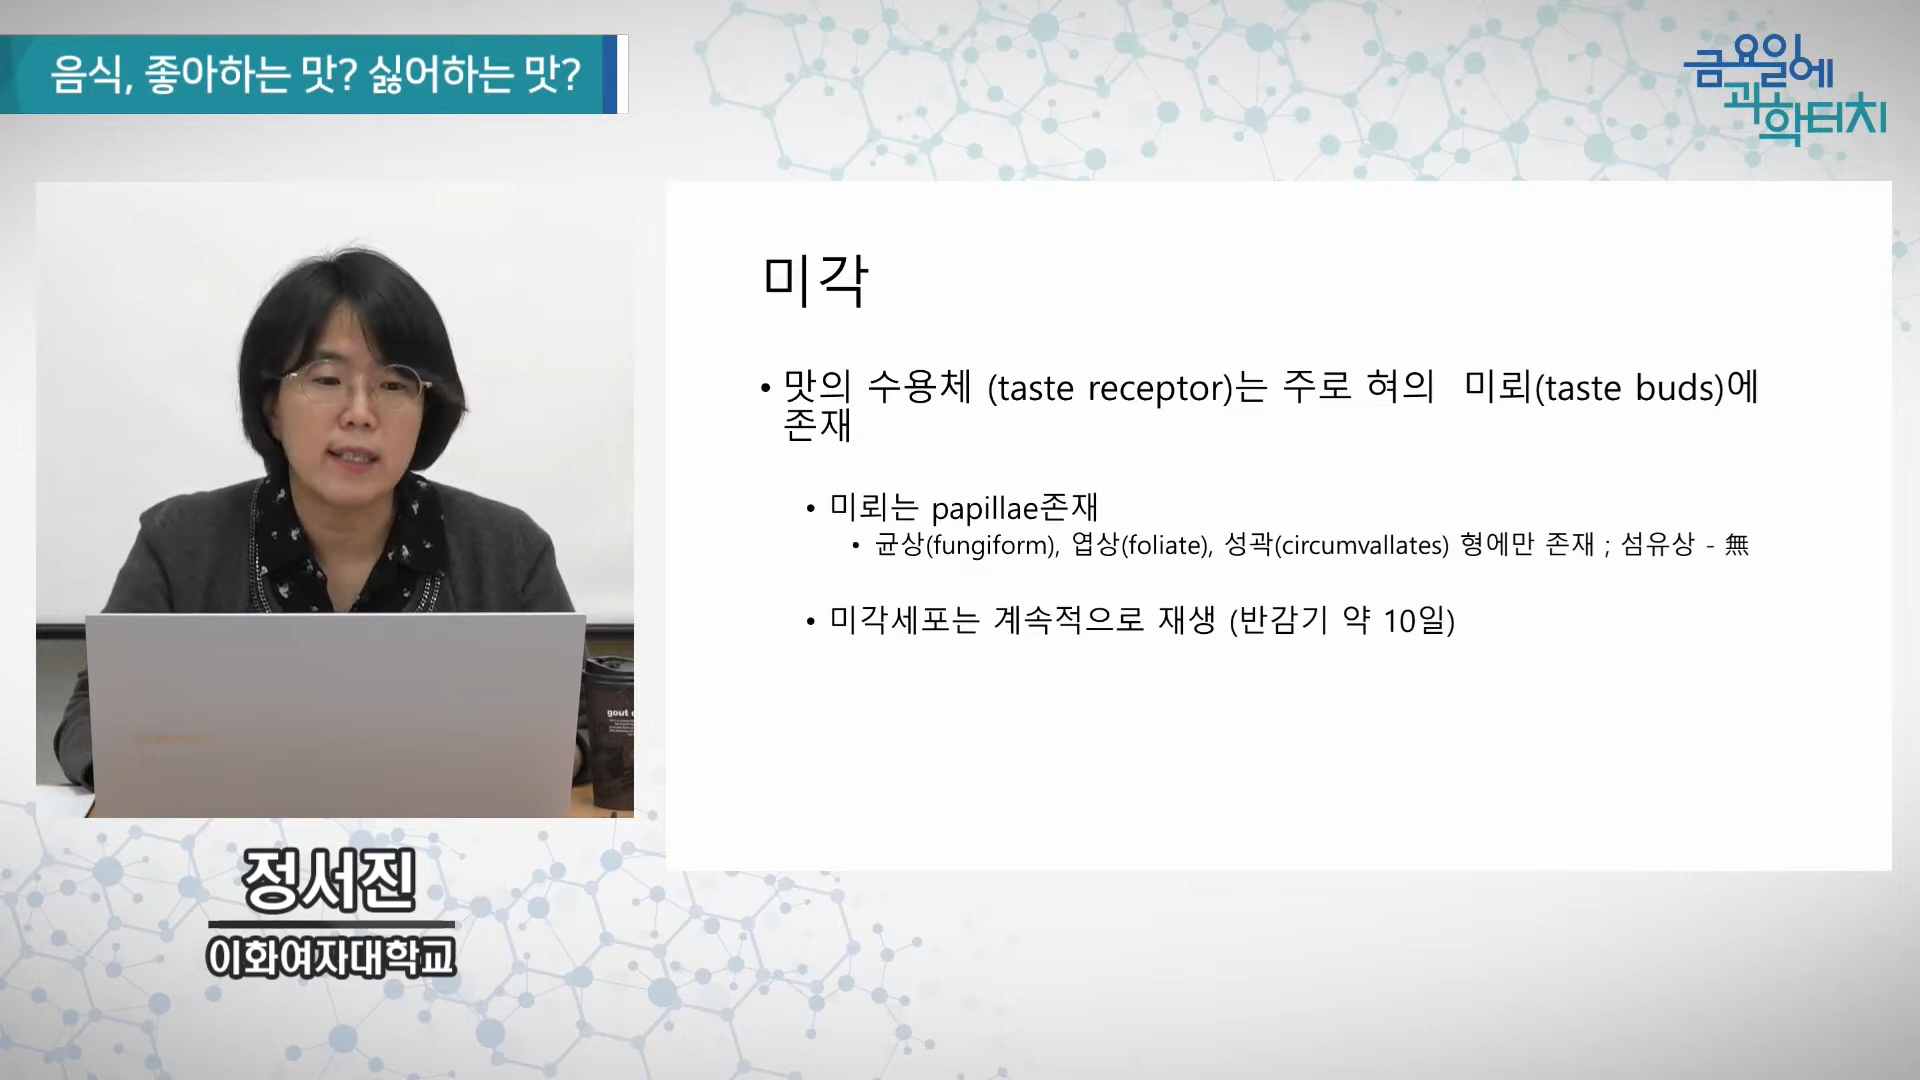 음식, 좋아하는 맛? 싫어하는 맛?
금요일에
과학터치
미각
• 맛의 수용체 (taste receptor)는 주로 혀의 미뢰(taste buds)에
존재
• 미뢰는 papillae존재
• 균상(fungiform), 엽상(foliate), 성곽(circumvallates) 형에만 존재 ; 섬유상 - 無
• 미각세포는 계속적으로 재생 (반감기 약 10일)
gout
정서진
이화여자대학교